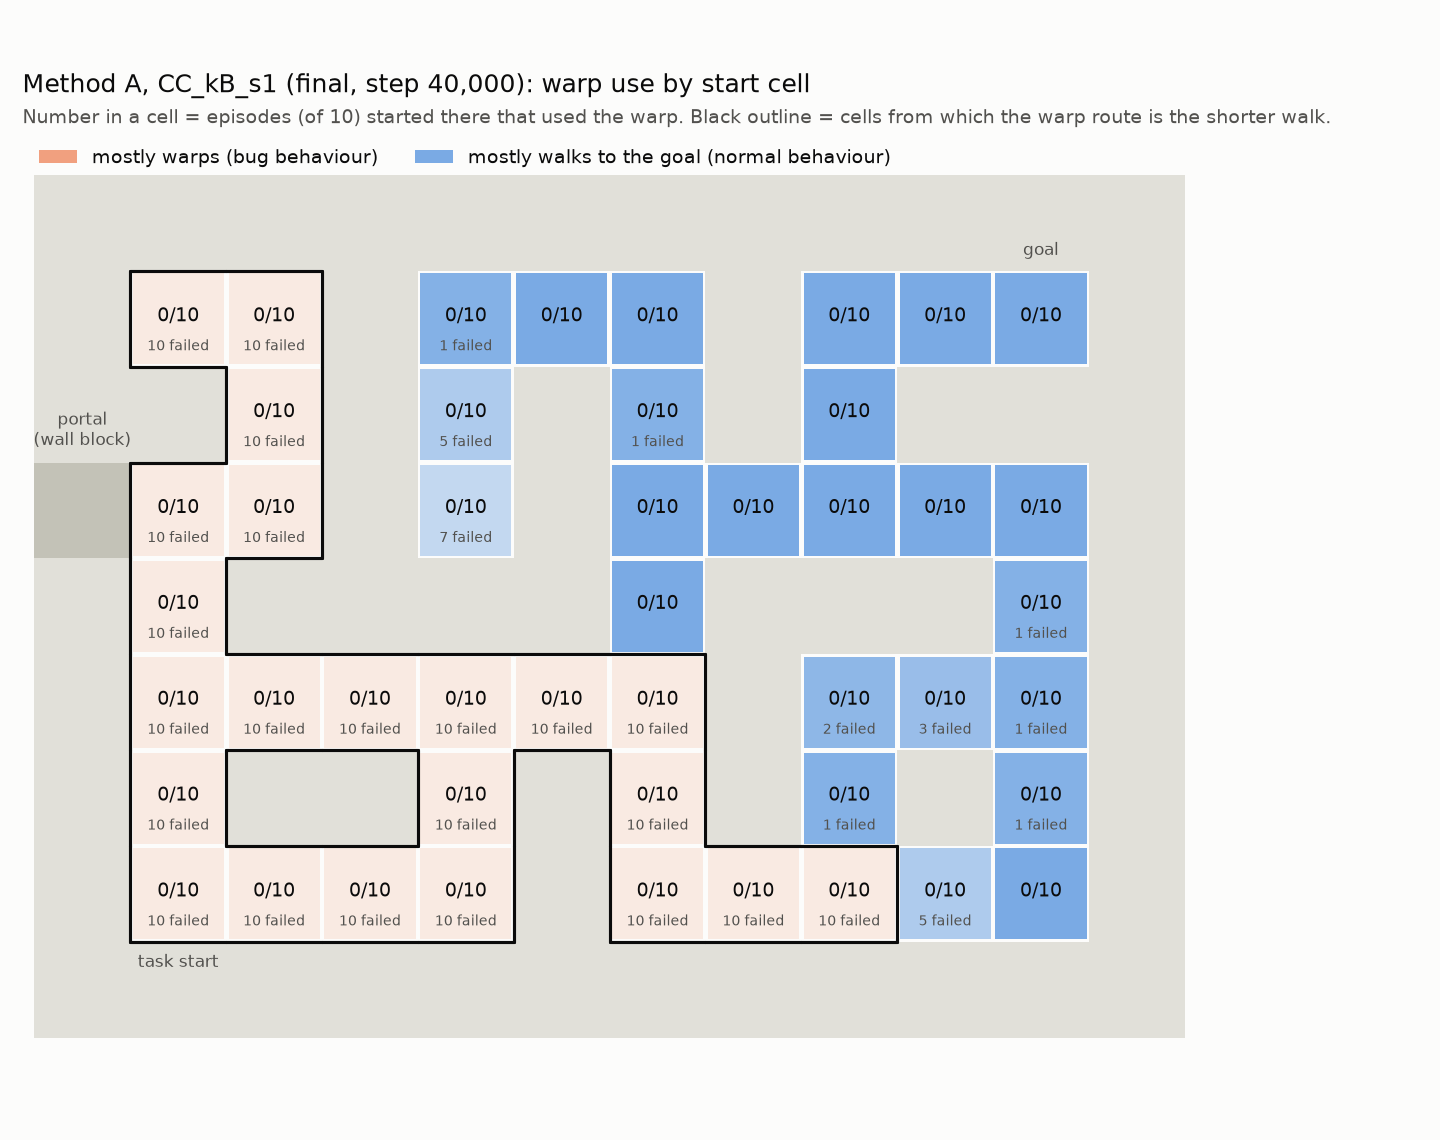 Method A, CC_kB_s1 (final, step 40,000): warp use by start cell
Number in a cell = episodes (of 10) started there that used the warp. Black outline = cells from which the warp route is the shorter walk.
mostly warps (bug behaviour) mostly walks to the goal (normal behaviour)
goal
0/10 0/10 0/10 0/10 0/10 0/10 0/10 0/10
10 failed 10 failed 1 failed
portal
(wall block)
0/10 0/10 0/10 0/10
10 failed 5 failed 1 failed
0/10 0/10 0/10 0/10 0/10 0/10 0/10 0/10
10 failed 10 failed 7 failed
0/10 0/10 0/10
10 failed 1 failed
0/10 0/10 0/10 0/10 0/10 0/10 0/10 0/10 0/10
10 failed 10 failed 10 failed 10 failed 10 failed 10 failed 2 failed 3 failed 1 failed
0/10 0/10 0/10 0/10 0/10
10 failed 10 failed 10 failed 1 failed 1 failed
0/10 0/10 0/10 0/10 0/10 0/10 0/10 0/10 0/10
10 failed 10 failed 10 failed 10 failed 10 failed 10 failed 10 failed 5 failed
task start